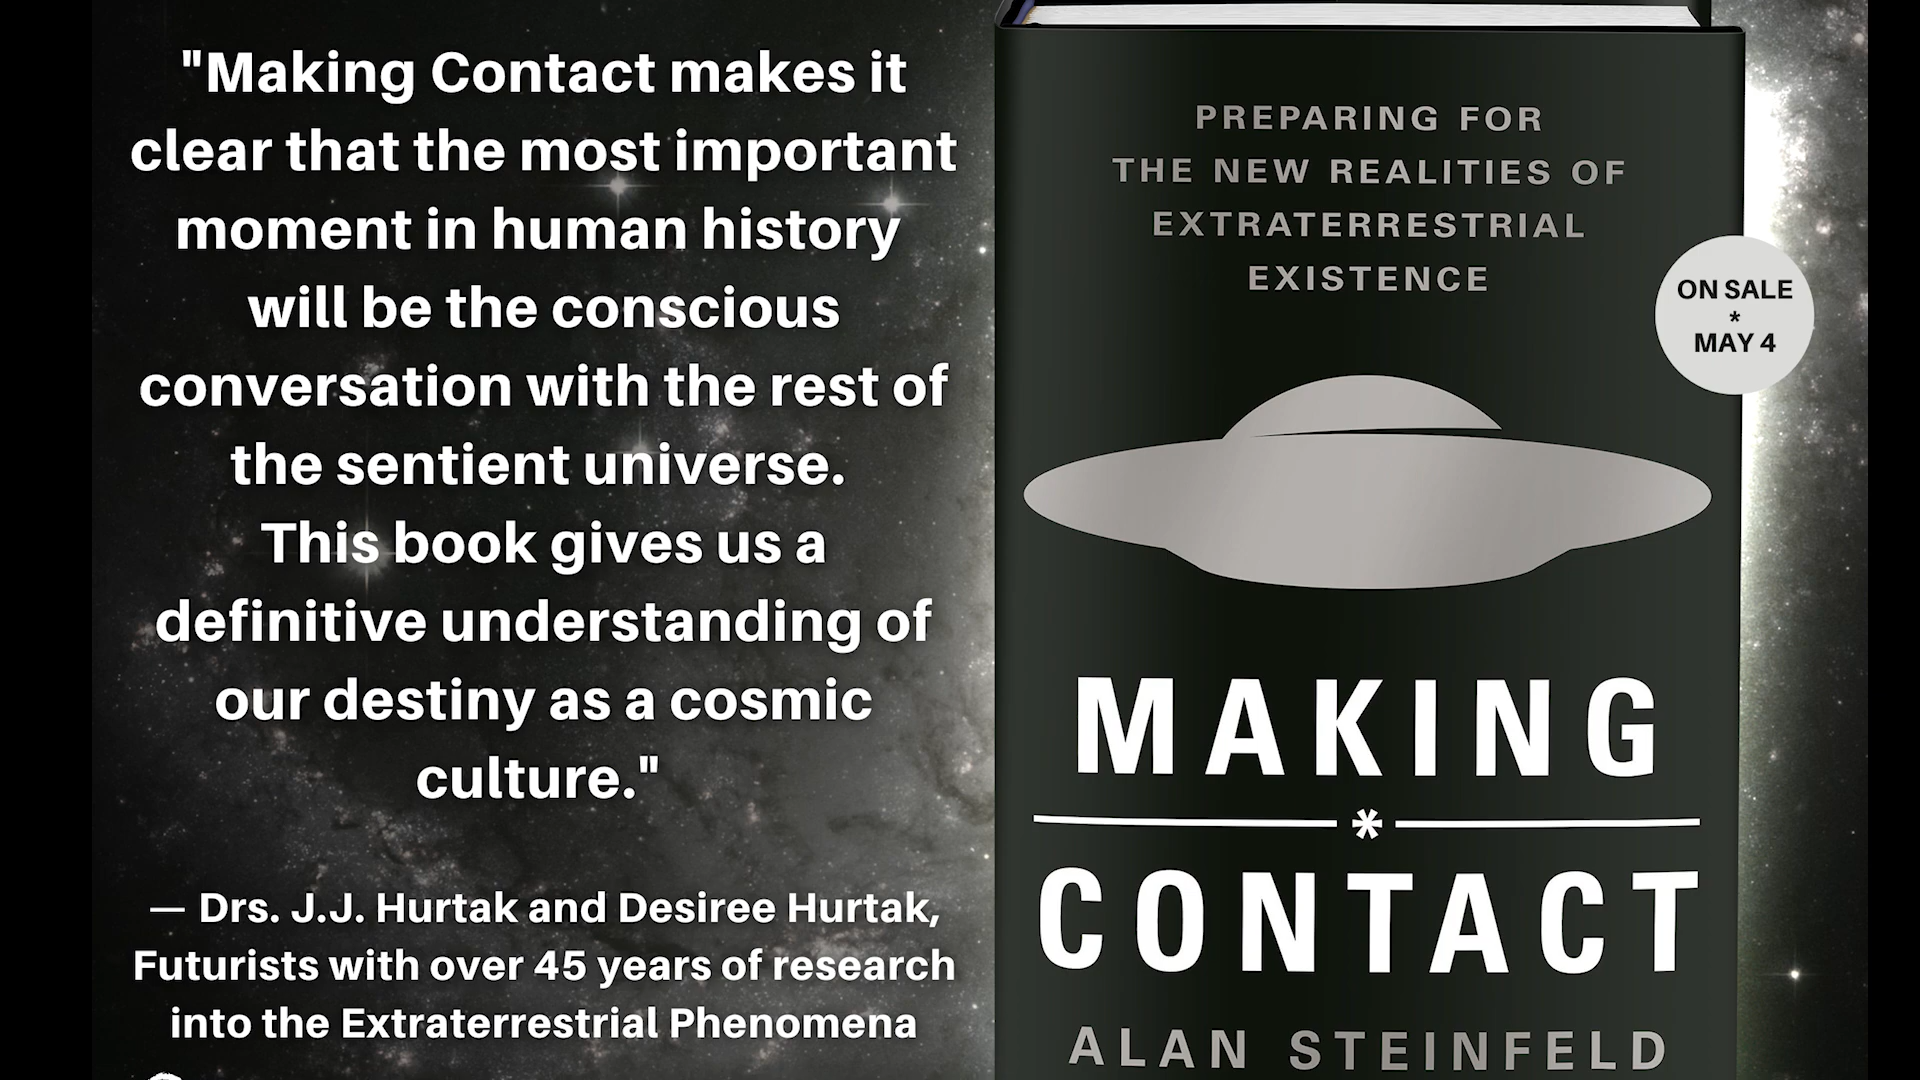 "Making Contact makes it
clear that the most important
moment in human history
will be the conscious
conversation with the rest of
the sentient universe.
This book gives us a
definitive understanding of
our destiny as a cosmic
culture."
— Drs. J.J. Hurtak and Desiree Hurtak,
Futurists with over 45 years of research
into the Extraterrestrial Phenomena
PREPARING FOR
THE NEW REALITIES OF
EXTRATERRESTRIAL
EXISTENCE
ON SALE
*
MAY 4
MAKING
*
CONTACT
ALAN STEINFELD